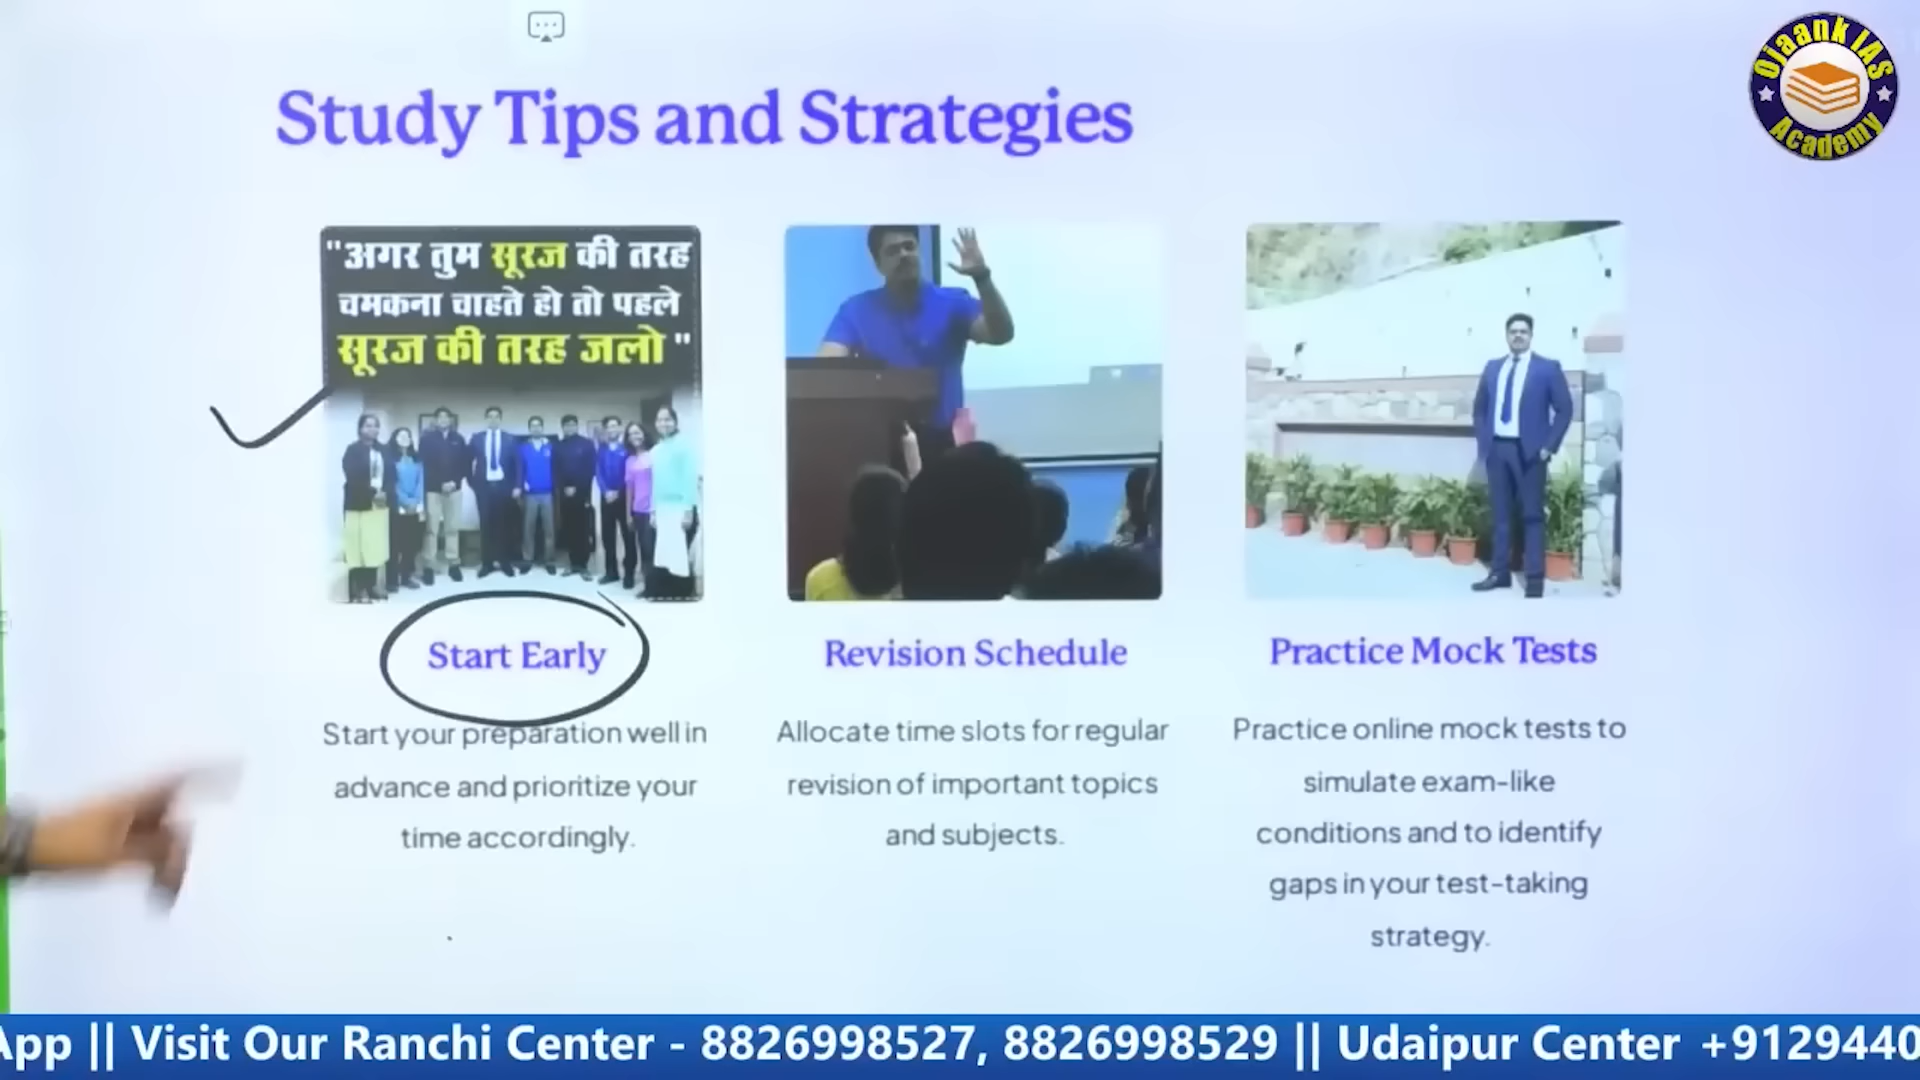 Ojaank IAS
Academy
Study Tips and Strategies
"अगर तुम सूरज की तरह
चमकना चाहते हो तो पहले
सूरज की तरह जलो"
Start Early
Start your preparation well in
advance and prioritize your
time accordingly.
Revision Schedule
Allocate time slots for regular
revision of important topics
and subjects.
Practice Mock Tests
Practice online mock tests to
simulate exam-like
conditions and to identify
gaps in your test-taking
strategy.
App || Visit Our Ranchi Center - 8826998527, 8826998529 || Udaipur Center +9129440